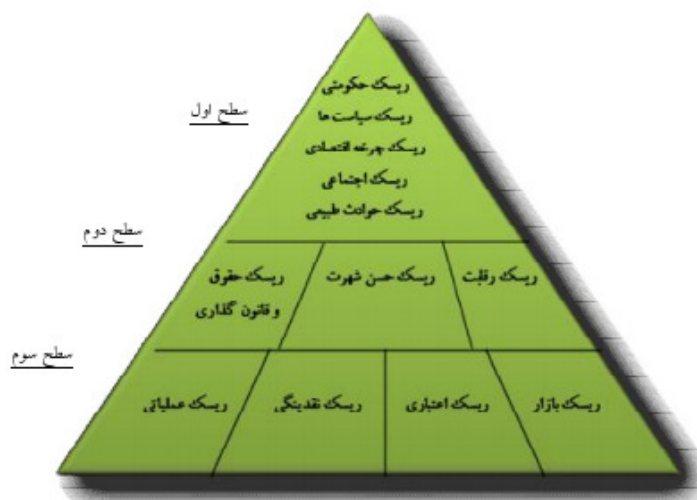 سطح اول
ریسک حکومتی
ریسک سیاست ها
ریسک چرخه اقتصادی
ریسک اجتماعی
ریسک حوادث طبیعی
سطح دوم
ریسک رقابت
ریسک حسن شهرت
ریسک حقوق
و قانون گذاری
سطح سوم
ریسک بازار
ریسک اعتباری
ریسک نقدینگی
ریسک عملیاتی